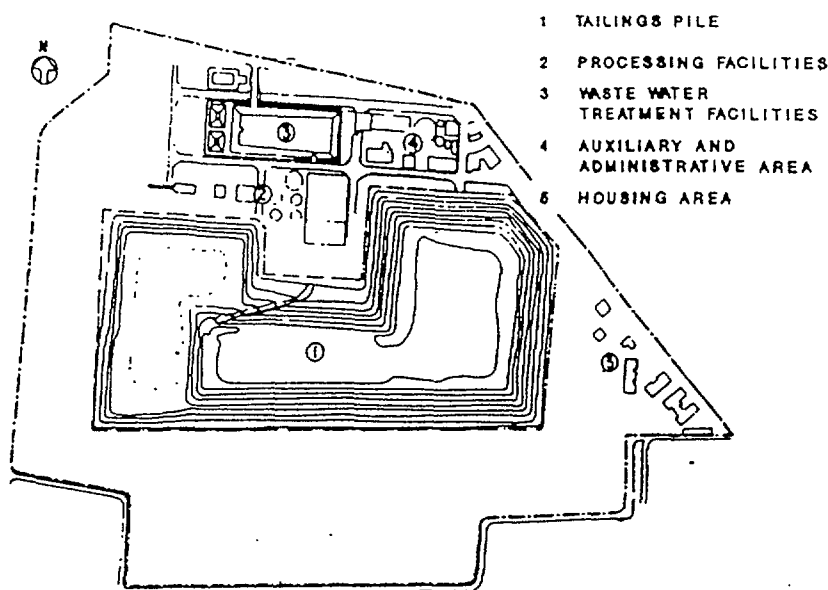 1 TAILINGS PILE
2 PROCESSING FACILITIES
3 WASTE WATER
TREATMENT FACILITIES
4 AUXILIARY AND
ADMINISTRATIVE AREA
5 HOUSING AREA
N
3
4
2
1
5